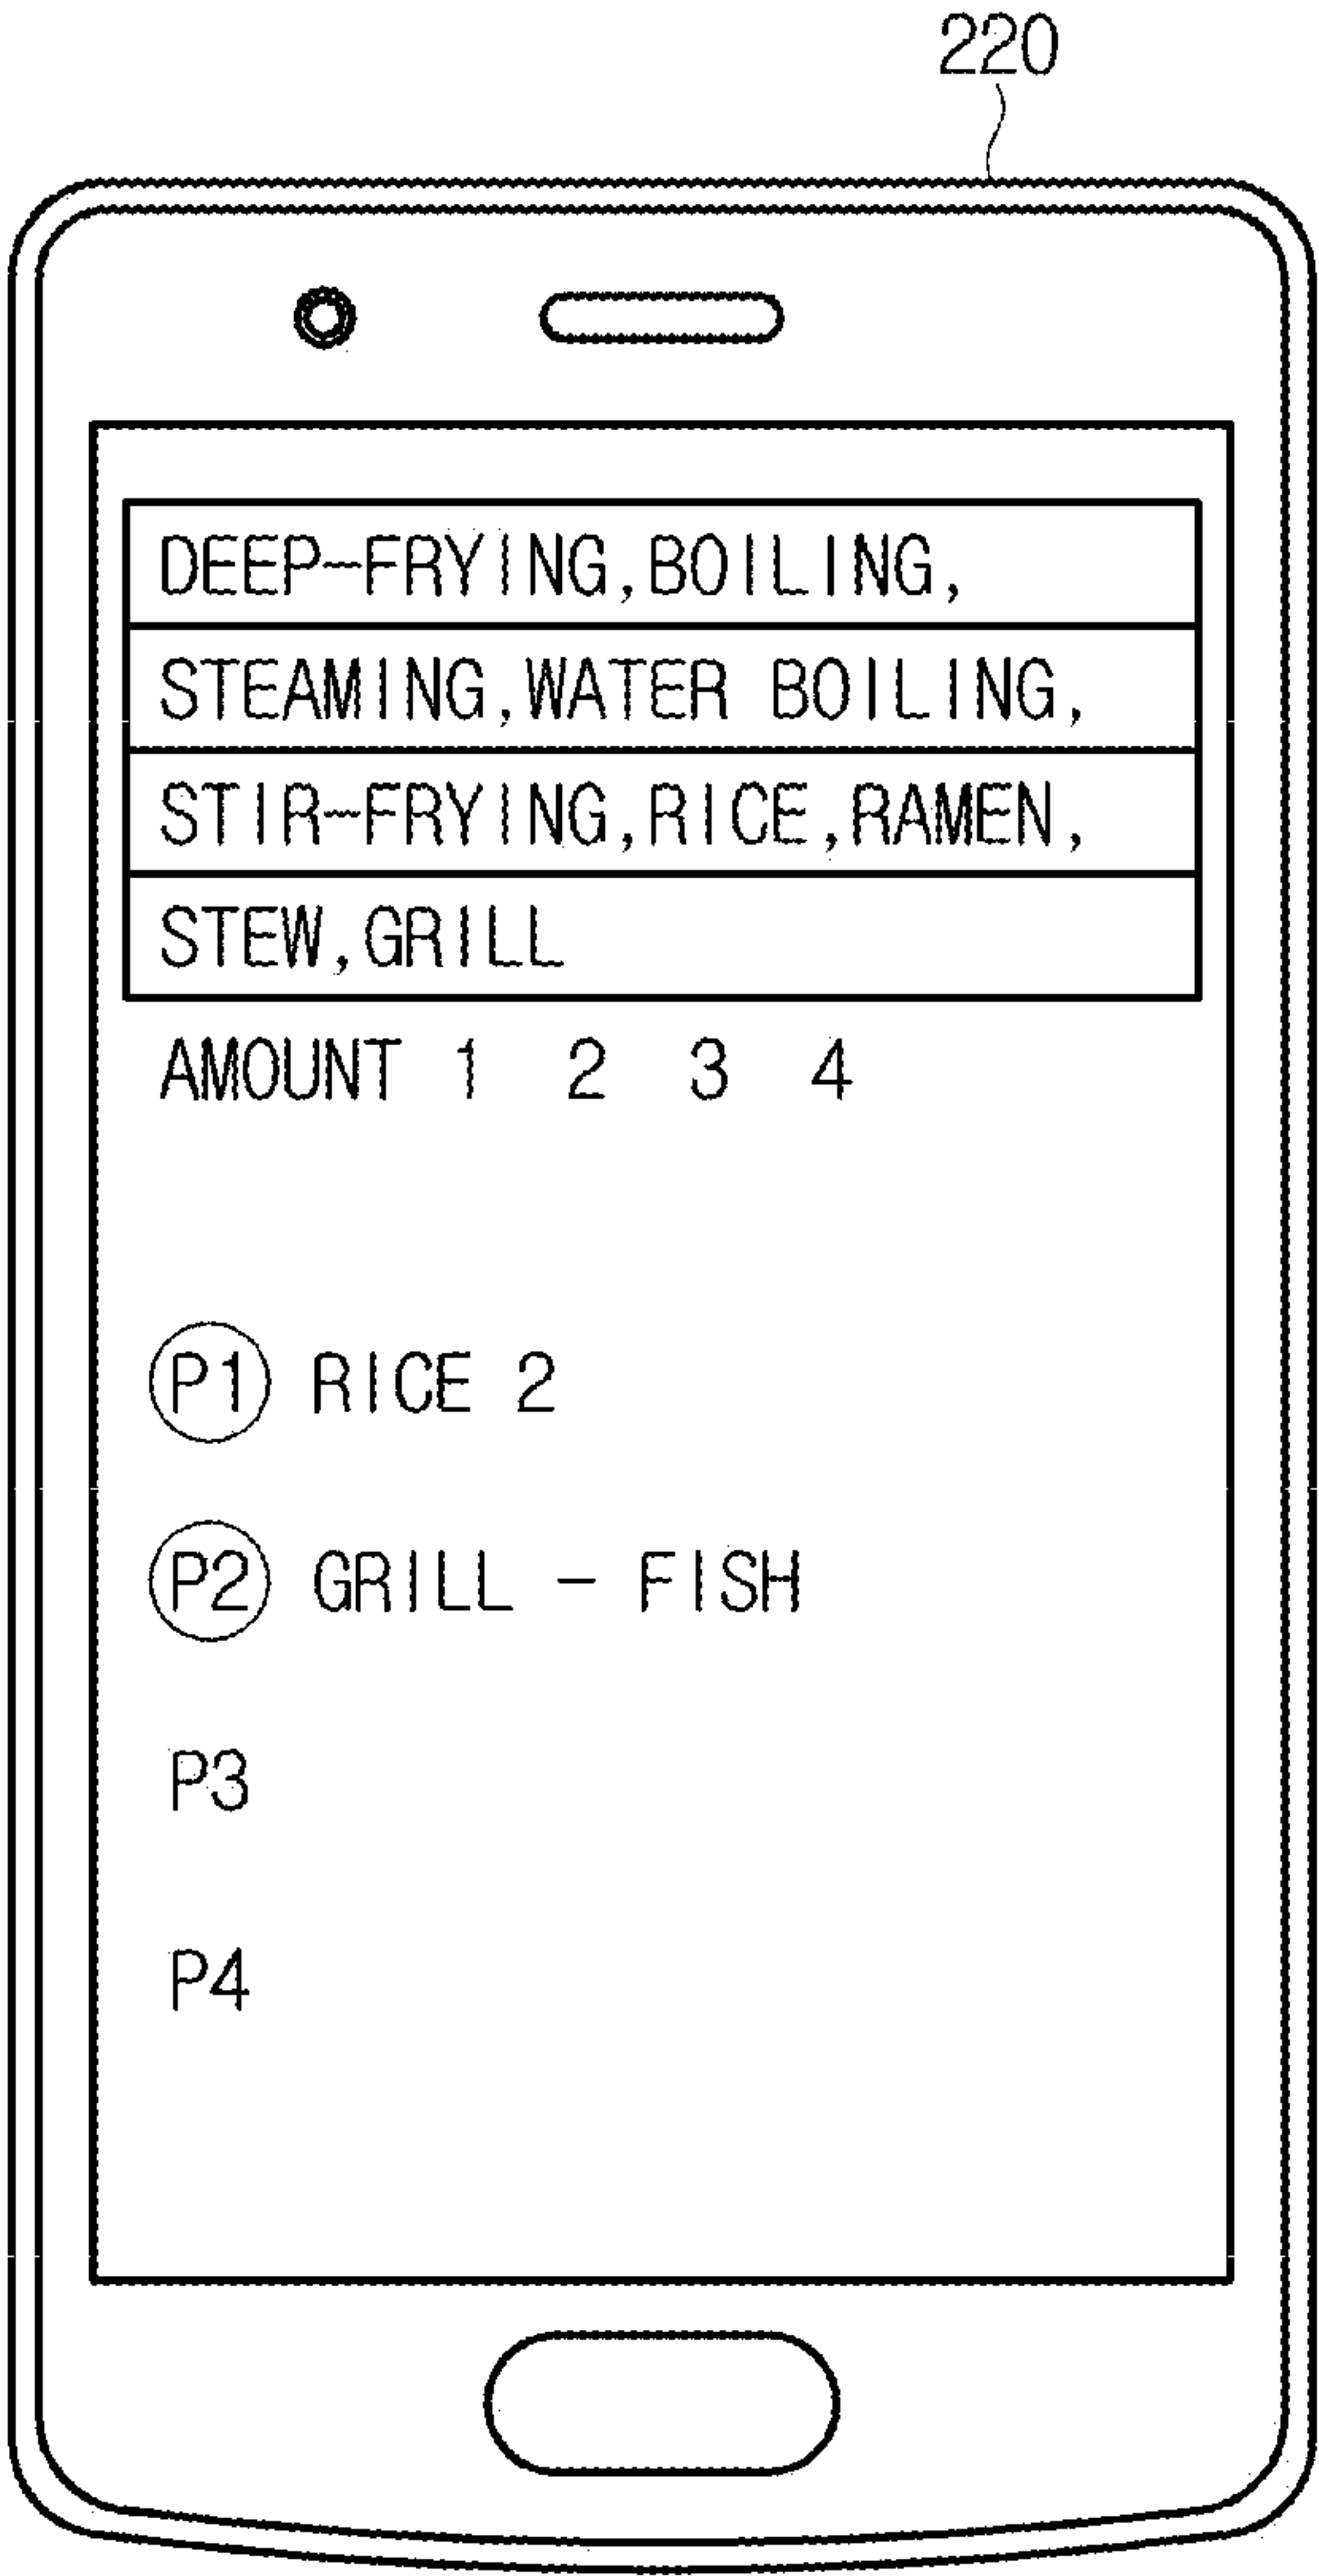 220
DEEP-FRYING,BOILING,
STEAMING,WATER BOILING,
STIR-FRYING,RICE,RAMEN,
STEW,GRILL
AMOUNT 1 2 3 4
P1 RICE 2
P2 GRILL - FISH
P3
P4